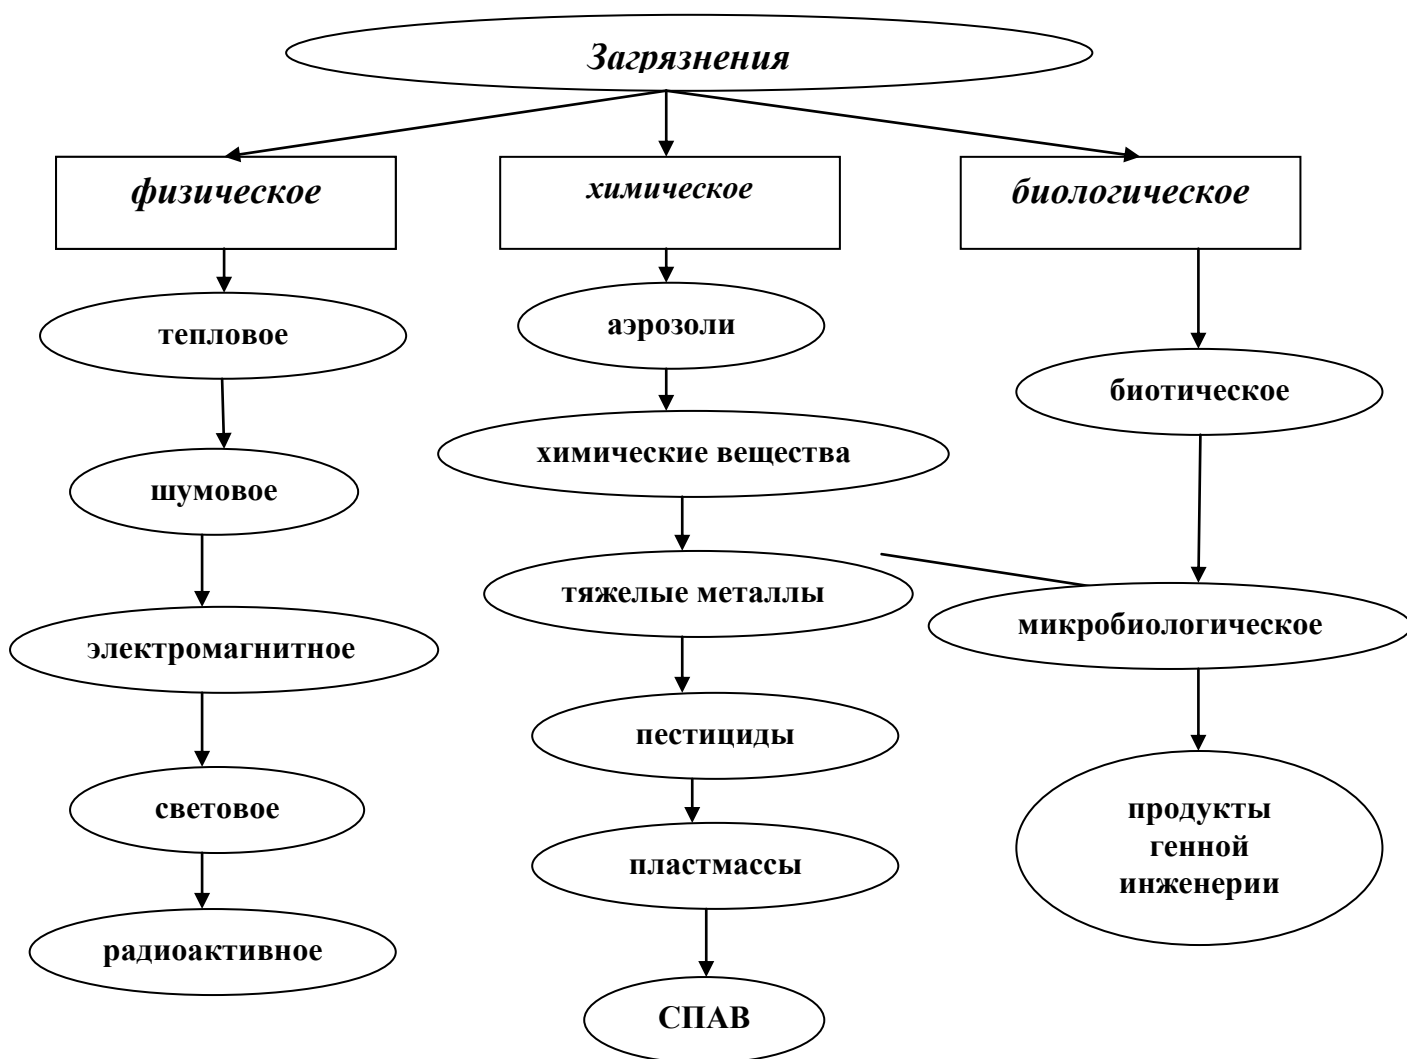 Загрязнения
физическое
химическое
биологическое
тепловое
шумовое
электромагнитное
световое
радиоактивное
аэрозоли
химические вещества
тяжелые металлы
пестициды
пластмассы
СПАВ
биотическое
микробиологическое
продукты
генной
инженерии